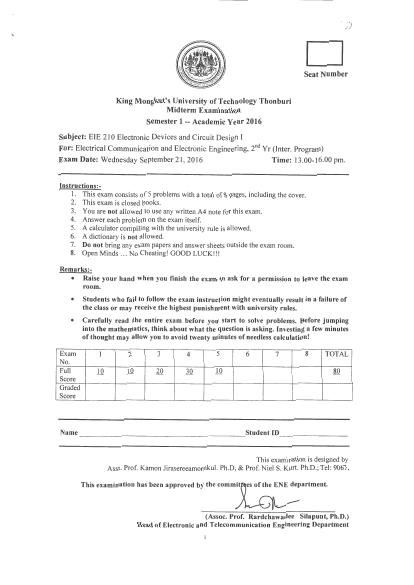 Seat Number
King Mongkut's University of Technology Thonburi
Midterm Examination
Semester 1 -- Academic Year 2016
Subject: EIE 210 Electronic Devices and Circuit Design I
For: Electrical Communication and Electronic Engineering, 2nd Yr (Inter. Program)
Exam Date: Wednesday September 21, 2016 Time: 13.00-16.00 pm.
Instructions:-
1. This exam consists of 5 problems with a total of pages, including the cover.
2. This exam is closed books.
3. You are not allowed to use any written A4 note for this exam.
4. Answer each problem on the exam itself.
5. A calculator compiling with the university rule is allowed.
6. A dictionary is not allowed.
7. Do not bring any exam papers and answer sheets outside the exam room.
8. Open Minds … No Cheating! GOOD LUCK!!!
Remarks:-
• Raise your hand when you finish the exam to ask for a permission to leave the exam
room.
• Students who fail to follow the exam instruction might eventually result in a failure of
the class or may receive the highest punishment with university rules.
• Carefully read the entire exam before you start to solve problems. Before jumping
into the mathematics, think about what the question is asking. Investing a few minutes
of thought may allow you to avoid twenty minutes of needless calculation!
Exam No. 1 2 3 4 5 6 7 8 TOTAL
Full Score 10 10 20 30 10 80
Graded Score
Name Student ID
This examination is designed by
Asst. Prof. Kamon Jirasereeamornkul. Ph.D, & Prof. Niel S. Kurt, Ph.D.; Tel: 9065.
This examination has been approved by the committees of the ENE department.
(Assoc. Prof. Rardchawadee Silapunt, Ph.D.)
Head of Electronic and Telecommunication Engineering Department
1